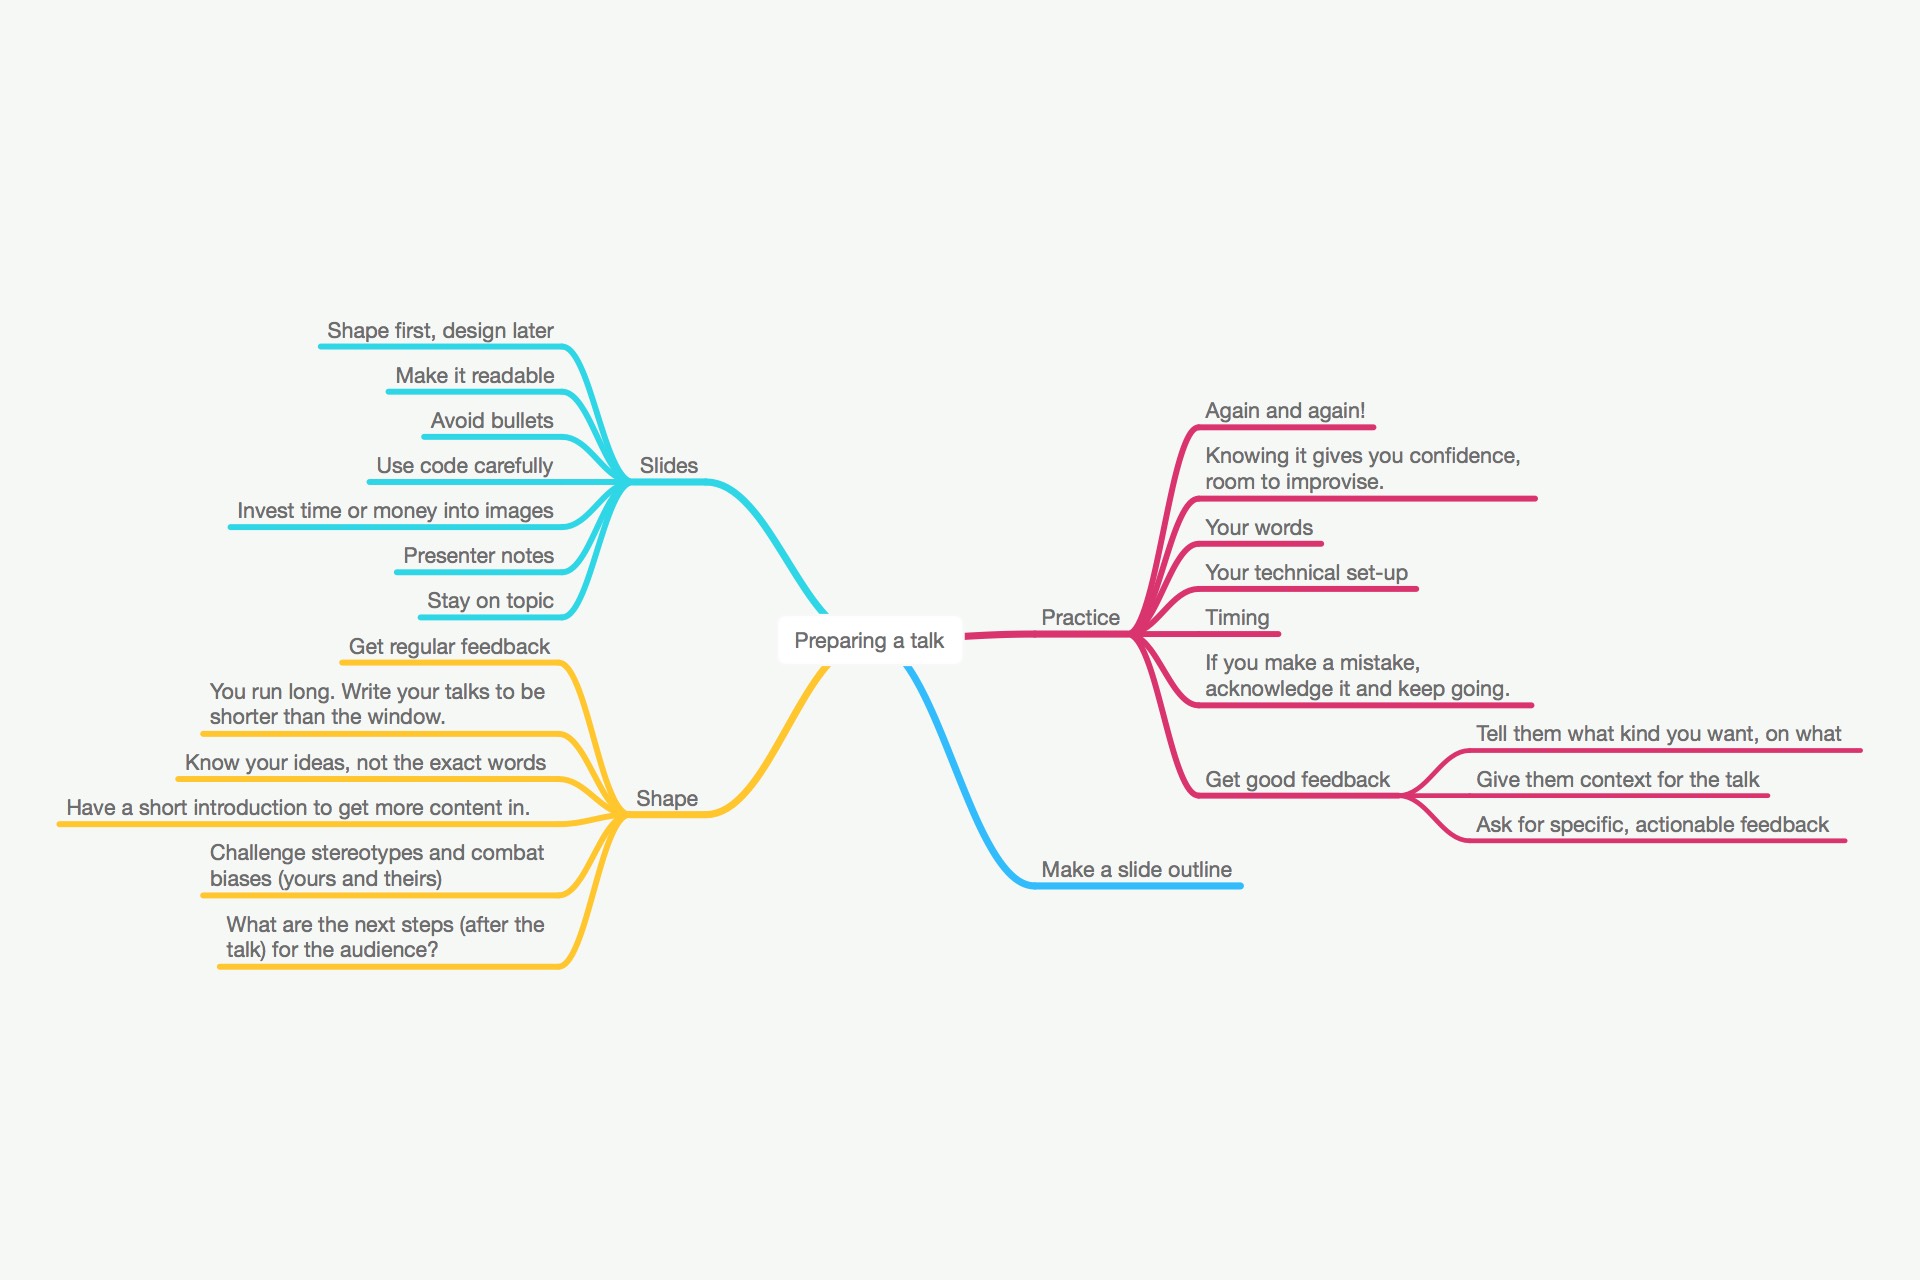 Preparing a talk
Slides
Shape first, design later
Make it readable
Avoid bullets
Use code carefully
Invest time or money into images
Presenter notes
Stay on topic
Shape
Get regular feedback
You run long. Write your talks to be
shorter than the window.
Know your ideas, not the exact words
Have a short introduction to get more content in.
Challenge stereotypes and combat
biases (yours and theirs)
What are the next steps (after the
talk) for the audience?
Practice
Again and again!
Knowing it gives you confidence,
room to improvise.
Your words
Your technical set-up
Timing
If you make a mistake,
acknowledge it and keep going.
Get good feedback
Tell them what kind you want, on what
Give them context for the talk
Ask for specific, actionable feedback
Make a slide outline